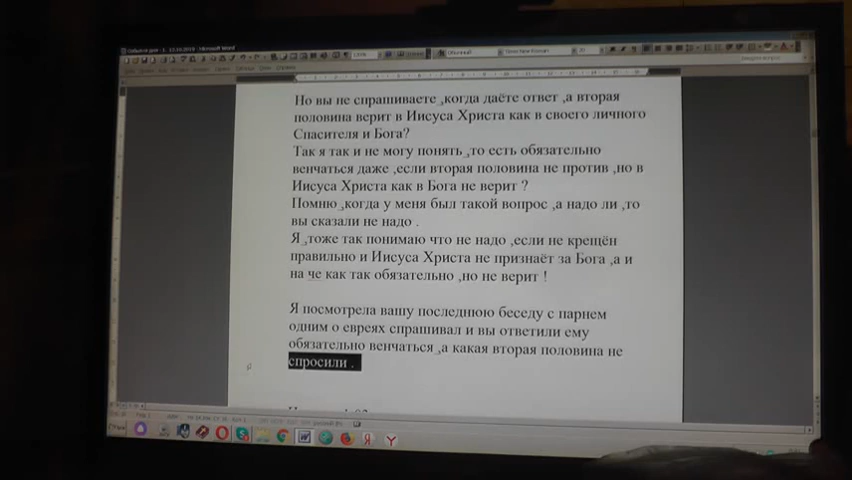 Microsoft Word
Но вы не спрашиваете ,когда даёте ответ ,а вторая
половина верит в Иисуса Христа как в своего личного
Спасителя и Бога?
Так я так и не могу понять ,то есть обязательно
венчаться даже ,если вторая половина не против ,но в
Иисуса Христа как в Бога не верит ?
Помню ,когда у меня был такой вопрос ,а надо ли ,то
вы сказали не надо .
Я ,тоже так понимаю что не надо ,если не крещён
правильно и Иисуса Христа не признаёт за Бога ,а и
на че как так обязательно ,но не верит !
Я посмотрела вашу последнюю беседу с парнем
одним о евреях спрашивал и вы ответили ему
обязательно венчаться ,а какая вторая половина не
спросили .